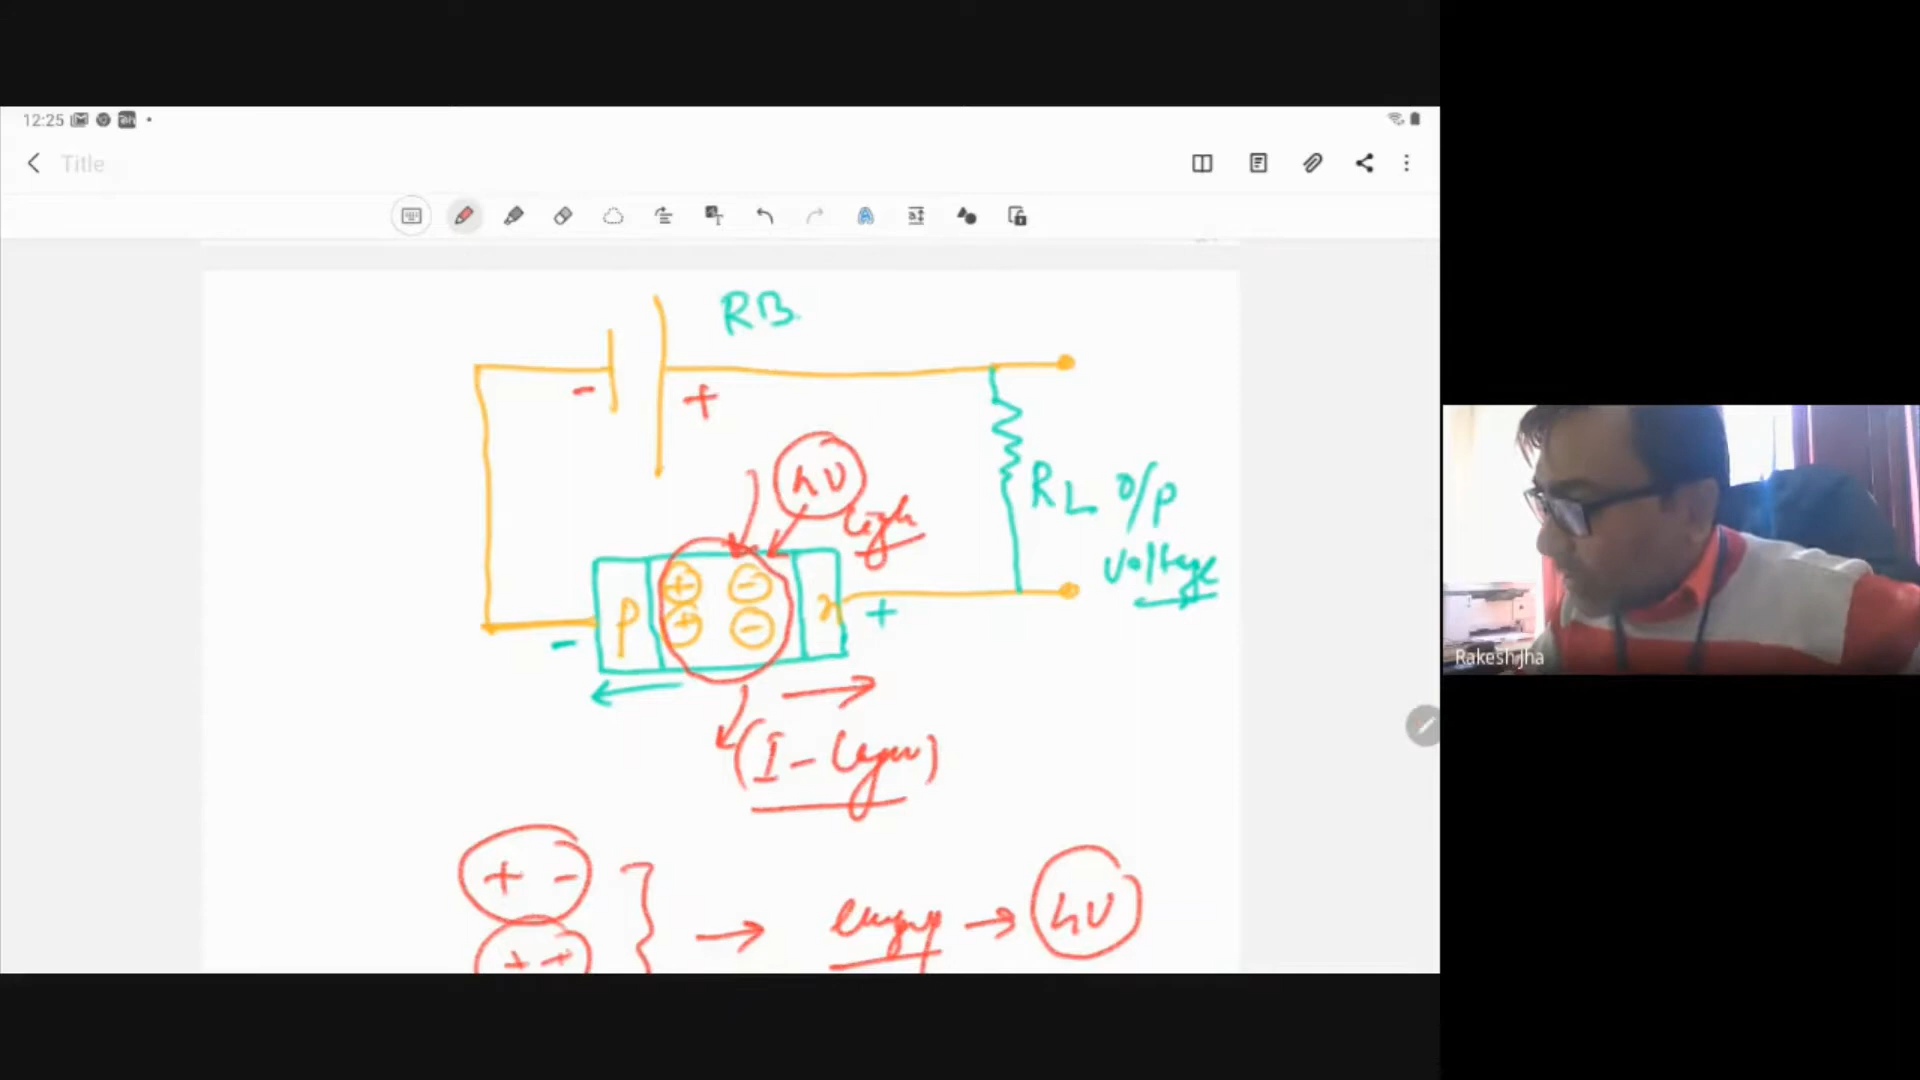 12:25
Title
RB
- +
hν
light
RL O/P
voltage
+ -
p n
+ -
- +
(I-layer)
+ -
energy → hν
+ +
Rakesh Jha